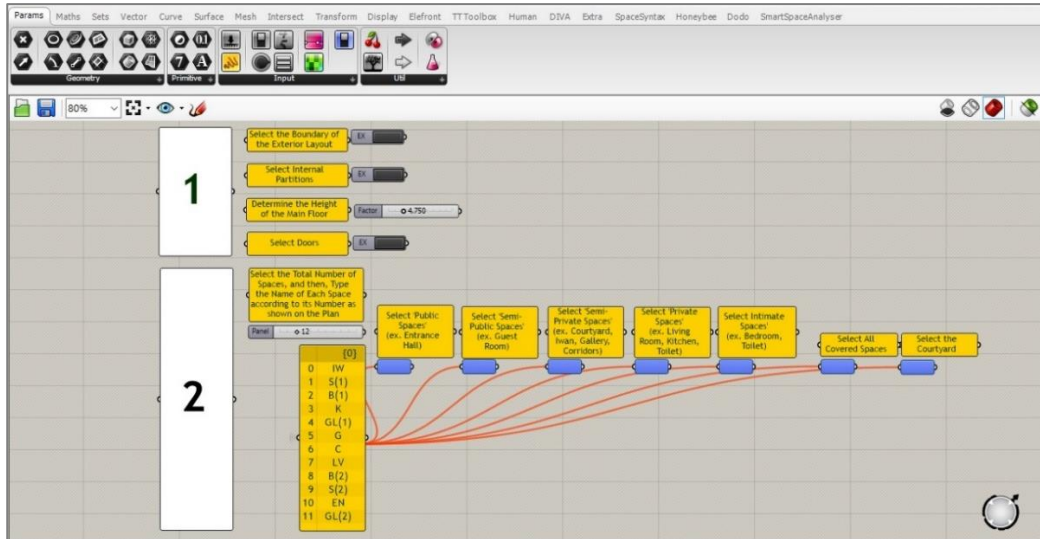 Params Maths Sets Vector Curve Surface Mesh Intersect Transform Display Elefront TTToolbox Human DIVA Extra SpaceSyntax Honeybee Dodo SmartSpaceAnalyser
Geometry Primitive Input Util
80%
1
Select the Boundary of
the Exterior Layout
EX
Select Internal
Partitions
EX
Determine the Height
of the Main Floor
Factor 4.750
Select Doors
EX
2
Select the Total Number of
Spaces, and then, Type
the Name of Each Space
according to its Number as
shown on the Plan
Panel 12
{0}
0 IW
1 S(1)
2 B(1)
3 K
4 GL(1)
5 G
6 C
7 LV
8 B(2)
9 S(2)
10 EN
11 GL(2)
Select 'Public
Spaces'
(ex. Entrance
Hall)
Select 'Semi-
Public Spaces'
(ex. Guest
Room)
Select 'Semi-
Private Spaces'
(ex. Courtyard,
Iwan, Gallery,
Corridors)
Select 'Private
Spaces'
(ex. Living
Room, Kitchen,
Toilet)
Select Intimate
Spaces'
(ex. Bedroom,
Toilet)
Select All
Covered Spaces
Select the
Courtyard